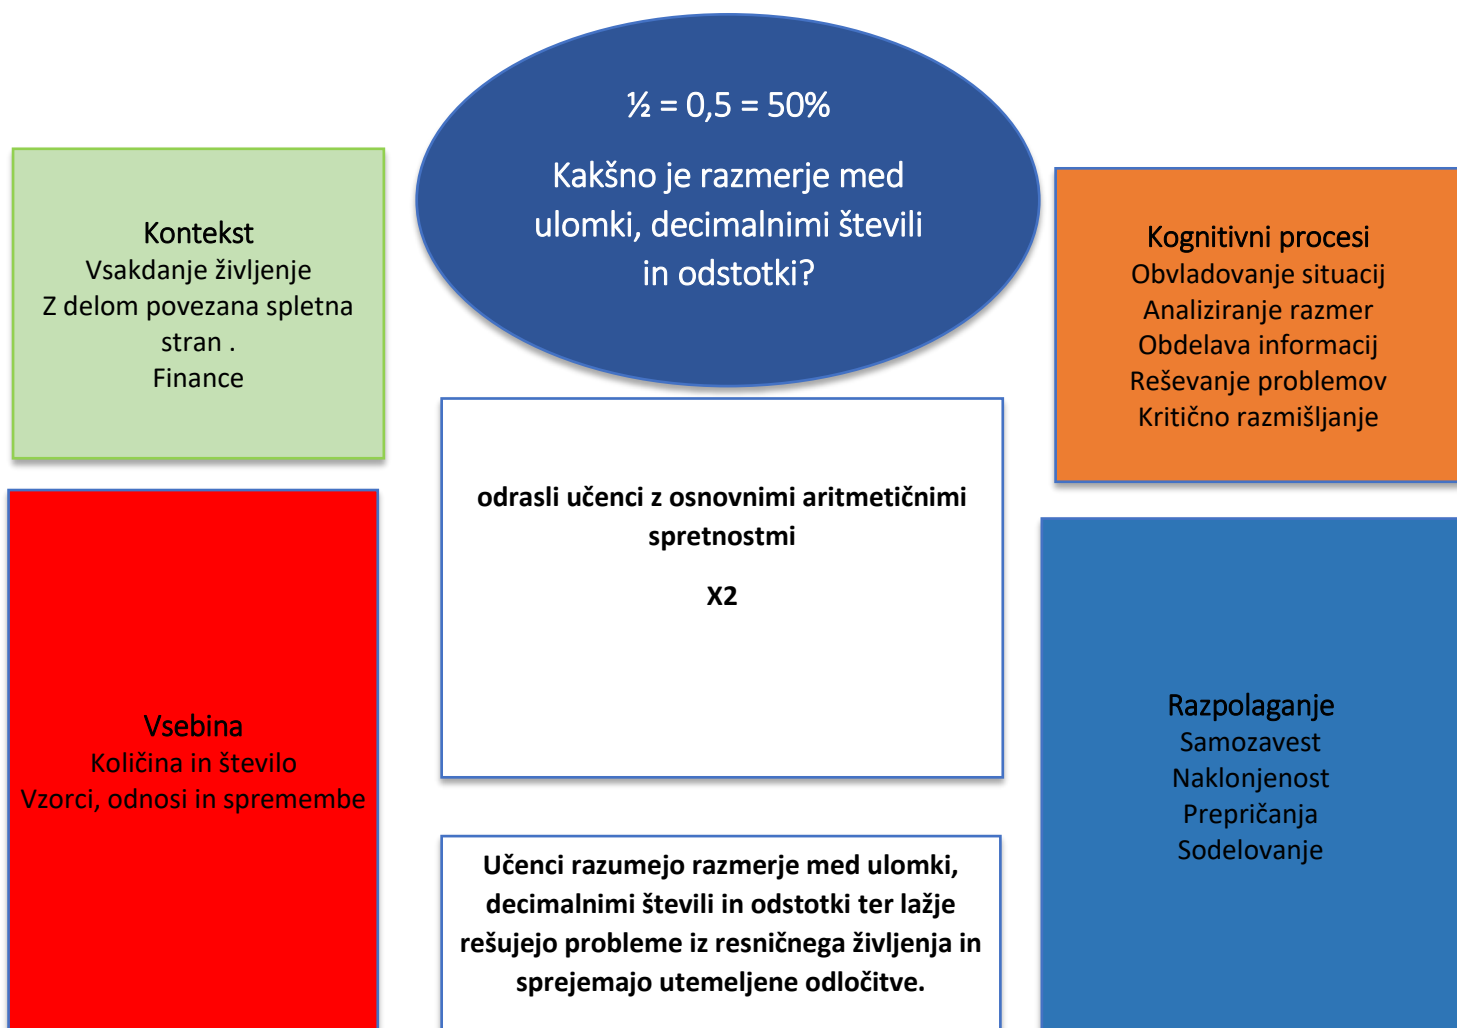 ½ = 0,5 = 50%
Kakšno je razmerje med
ulomki, decimalnimi števili
in odstotki?
Kontekst
Vsakdanje življenje
Z delom povezana spletna
stran .
Finance
Kognitivni procesi
Obvladovanje situacij
Analiziranje razmer
Obdelava informacij
Reševanje problemov
Kritično razmišljanje
odrasli učenci z osnovnimi aritmetičnimi
spretnostmi
X2
Vsebina
Količina in število
Vzorci, odnosi in spremembe
Razpolaganje
Samozavest
Naklonjenost
Prepričanja
Sodelovanje
Učenci razumejo razmerje med ulomki,
decimalnimi števili in odstotki ter lažje
rešujejo probleme iz resničnega življenja in
sprejemajo utemeljene odločitve.